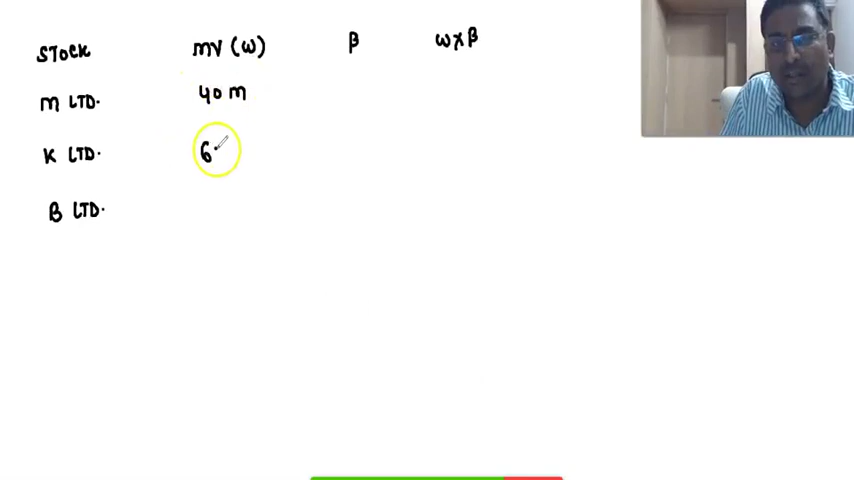 STOCK MV (W) β W×β
M LTD. 40 M
K LTD. 6
B LTD.